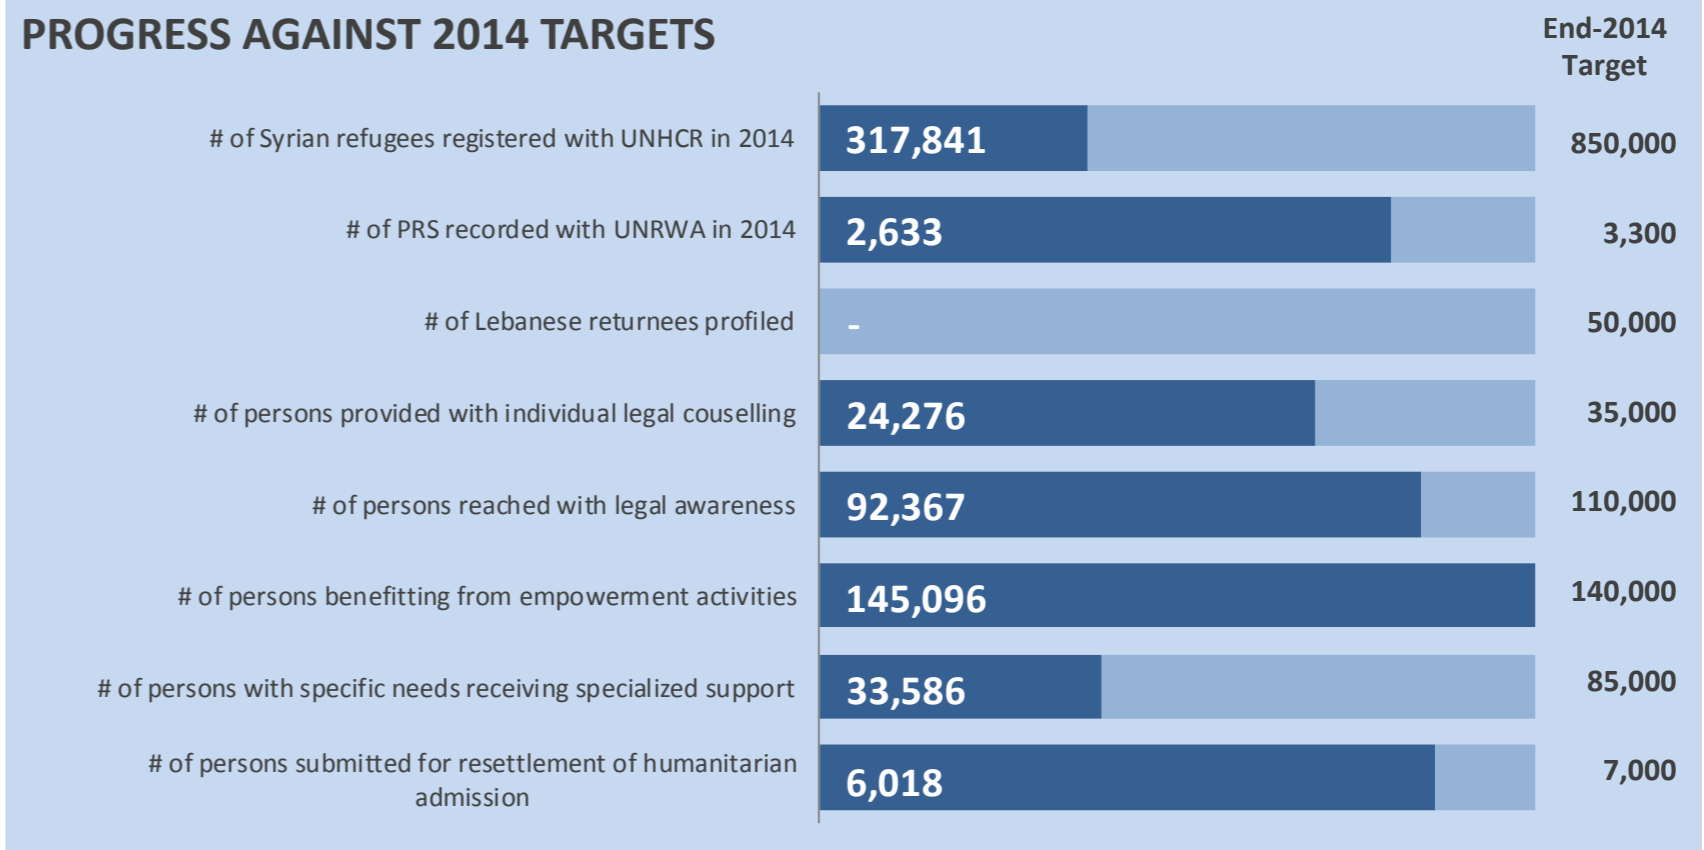 PROGRESS AGAINST 2014 TARGETS
End-2014
Target
# of Syrian refugees registered with UNHCR in 2014
317,841
850,000
# of PRS recorded with UNRWA in 2014
2,633
3,300
# of Lebanese returnees profiled
-
50,000
# of persons provided with individual legal couselling
24,276
35,000
# of persons reached with legal awareness
92,367
110,000
# of persons benefitting from empowerment activities
145,096
140,000
# of persons with specific needs receiving specialized support
33,586
85,000
# of persons submitted for resettlement of humanitarian
admission
6,018
7,000